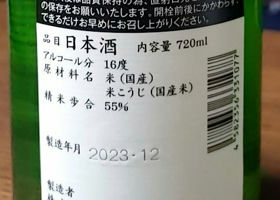 の保存をお願いいたします。開栓前後にかかわらず、
できるだけお早めにお召し上がりください。
品目 日本酒 内容量 720ml
アルコール分 16度
原材料名 米(国産)
米こうじ(国産米)
精米歩合 55%
製造年月 2023.12
製造者
4582356331077